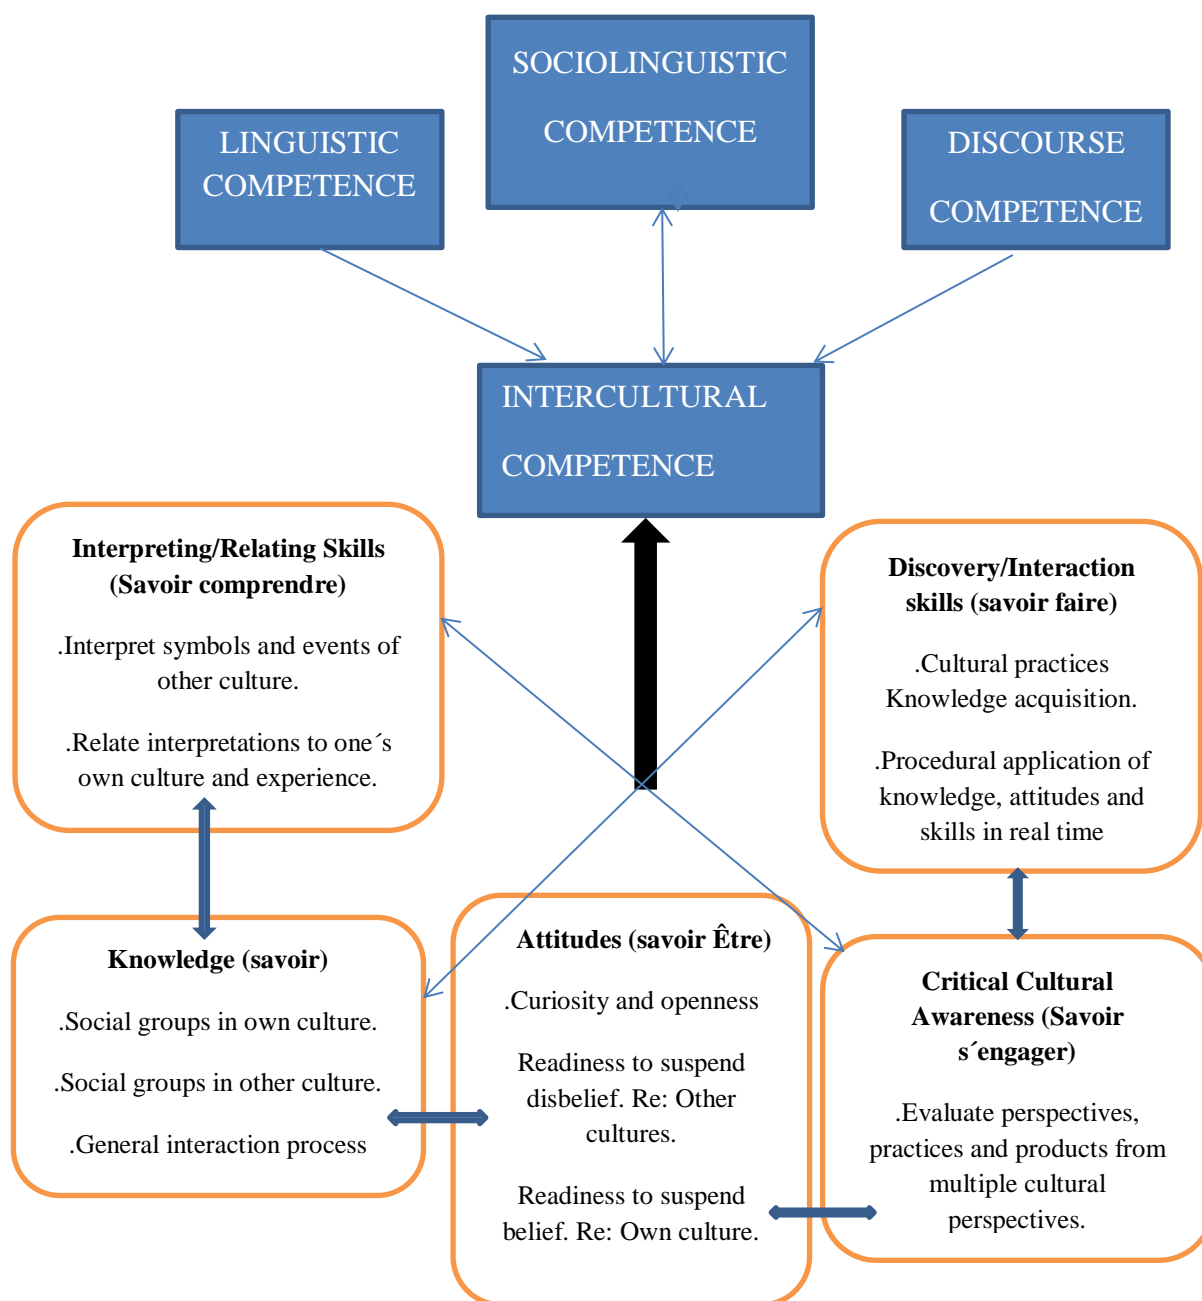 SOCIOLINGUISTIC
COMPETENCE
LINGUISTIC
COMPETENCE
DISCOURSE
COMPETENCE
INTERCULTURAL
COMPETENCE
Interpreting/Relating Skills
(Savoir comprendre)
.Interpret symbols and events of
other culture.
.Relate interpretations to one´s
own culture and experience.
Discovery/Interaction
skills (savoir faire)
.Cultural practices
Knowledge acquisition.
.Procedural application of
knowledge, attitudes and
skills in real time
Knowledge (savoir)
.Social groups in own culture.
.Social groups in other culture.
.General interaction process
Attitudes (savoir Être)
.Curiosity and openness
Readiness to suspend
disbelief. Re: Other
cultures.
Readiness to suspend
belief. Re: Own culture.
Critical Cultural
Awareness (Savoir
s´engager)
.Evaluate perspectives,
practices and products from
multiple cultural
perspectives.